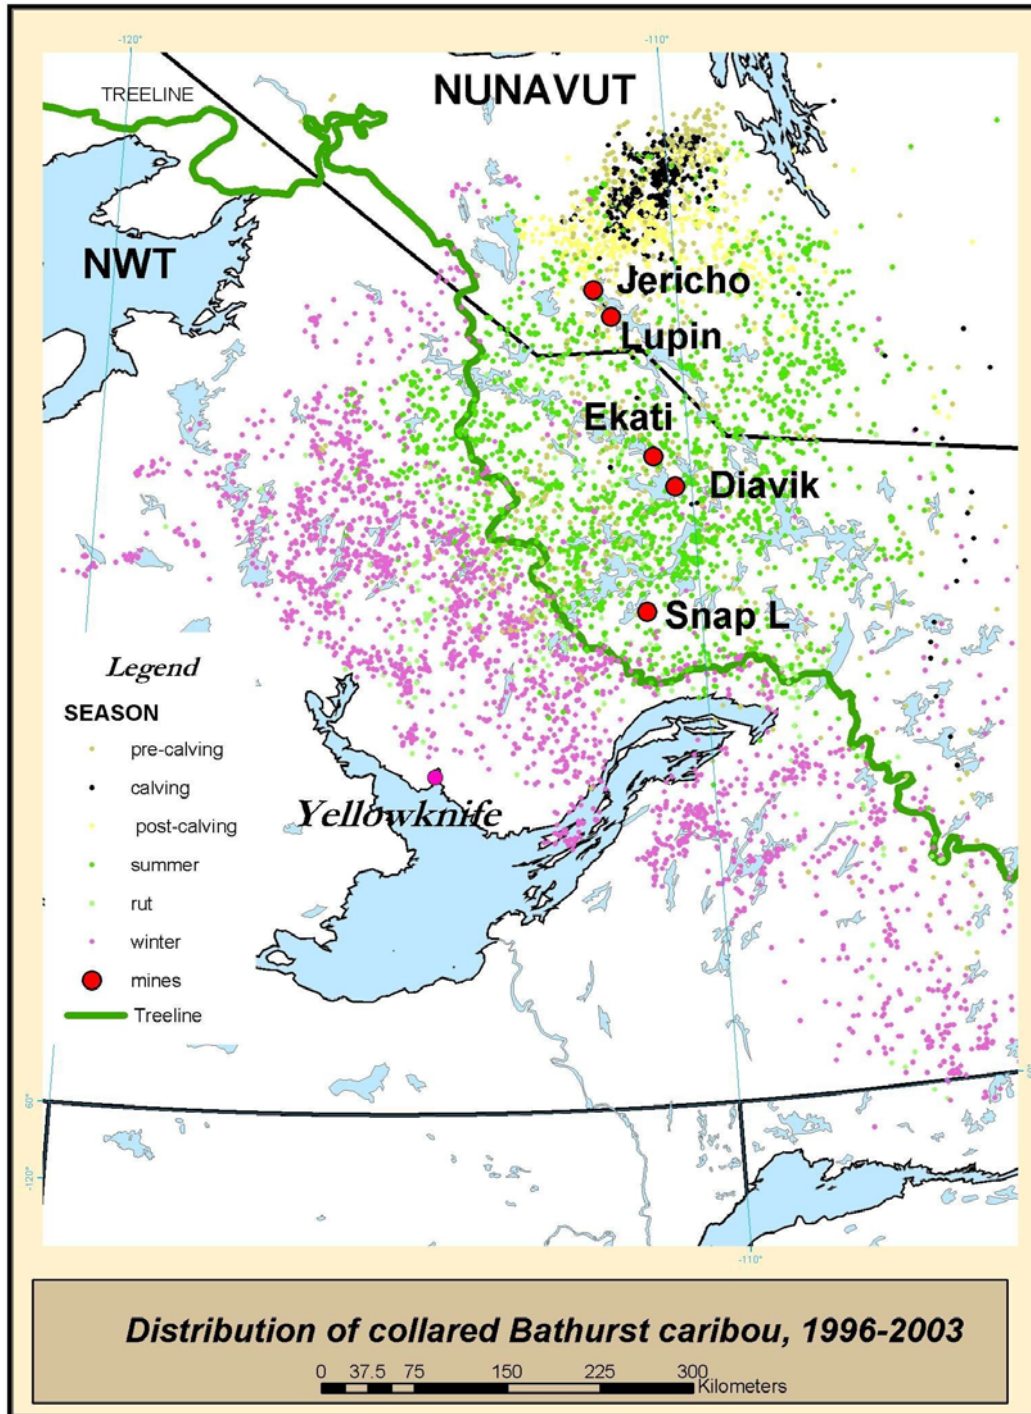 -120°
-110°
TREELINE
NUNAVUT
NWT
Jericho
Lupin
Ekati
Diavik
Snap L
Legend
SEASON
pre-calving
calving
post-calving
summer
rut
winter
mines
Treeline
Yellowknife
60°
-120°
-110°
Distribution of collared Bathurst caribou, 1996-2003
0 37.5 75 150 225 300
Kilometers